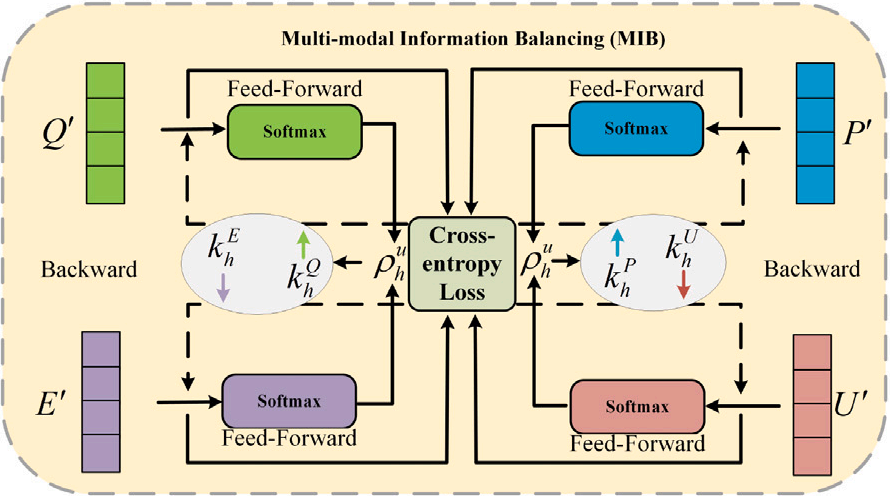 Multi-modal Information Balancing (MIB)
Feed-Forward
Feed-Forward
Q′
Softmax
Softmax
P′
k_h^E
k_h^Q
ρ_h^u
Cross-
entropy
Loss
ρ_h^u
k_h^P
k_h^U
Backward
Backward
E′
Softmax
Softmax
U′
Feed-Forward
Feed-Forward